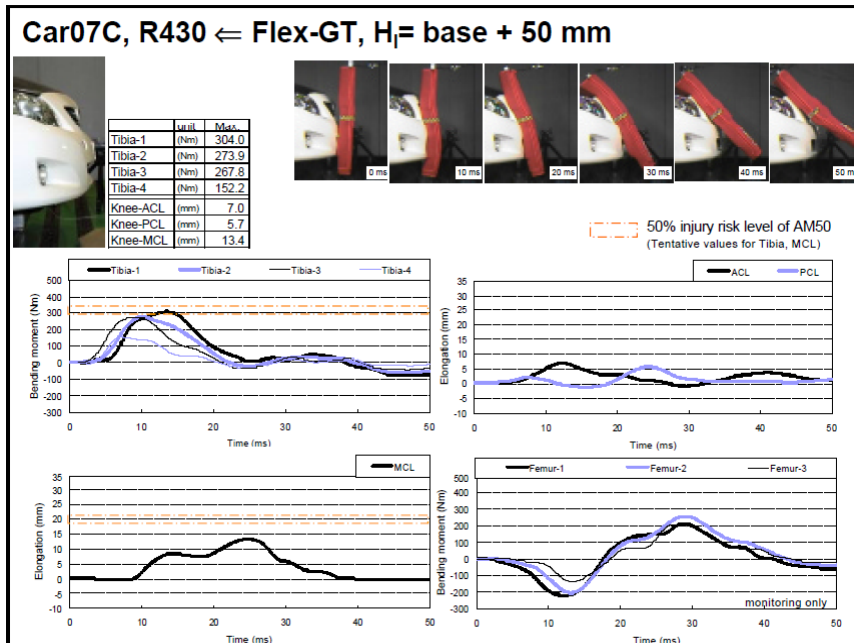 Car07C, R430 ⇐ Flex-GT, H_l= base + 50 mm
unit Max.
Tibia-1 (Nm) 304.0
Tibia-2 (Nm) 273.9
Tibia-3 (Nm) 267.8
Tibia-4 (Nm) 152.2
Knee-ACL (mm) 7.0
Knee-PCL (mm) 5.7
Knee-MCL (mm) 13.4
0 ms
10 ms
20 ms
30 ms
40 ms
50 ms
50% injury risk level of AM50
(Tentative values for Tibia, MCL)
Tibia-1 Tibia-2 Tibia-3 Tibia-4
Bending moment (Nm)
500
400
300
200
100
0
-100
-200
300
0 10 20 30 40 50
Time (ms)
ACL PCL
Elongation (mm)
35
30
25
20
15
10
5
0
-5
-10
0 10 20 30 40 50
Time (ms)
MCL
Elongation (mm)
35
30
25
20
15
10
5
0
-5
-10
0 10 20 30 40 50
Time (ms)
Femur-1 Femur-2 Femur-3
Bending moment (Nm)
500
400
300
200
100
0
-100
-200
-300
monitoring only
0 10 20 30 40 50
Time (ms)